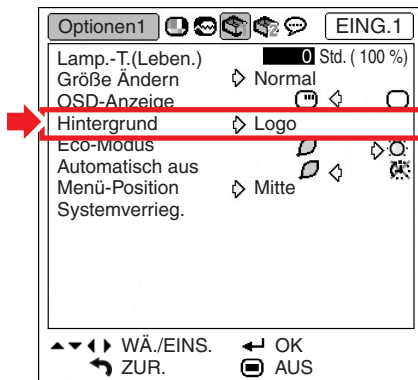 Optionen1 EING.1
Lamp.-T.(Leben.) 0 Std. ( 100 %)
Größe Ändern Normal
OSD-Anzeige
Hintergrund Logo
Eco-Modus
Automatisch aus
Menü-Position Mitte
Systemverrieg.
WÄ./EINS. OK
ZUR. AUS